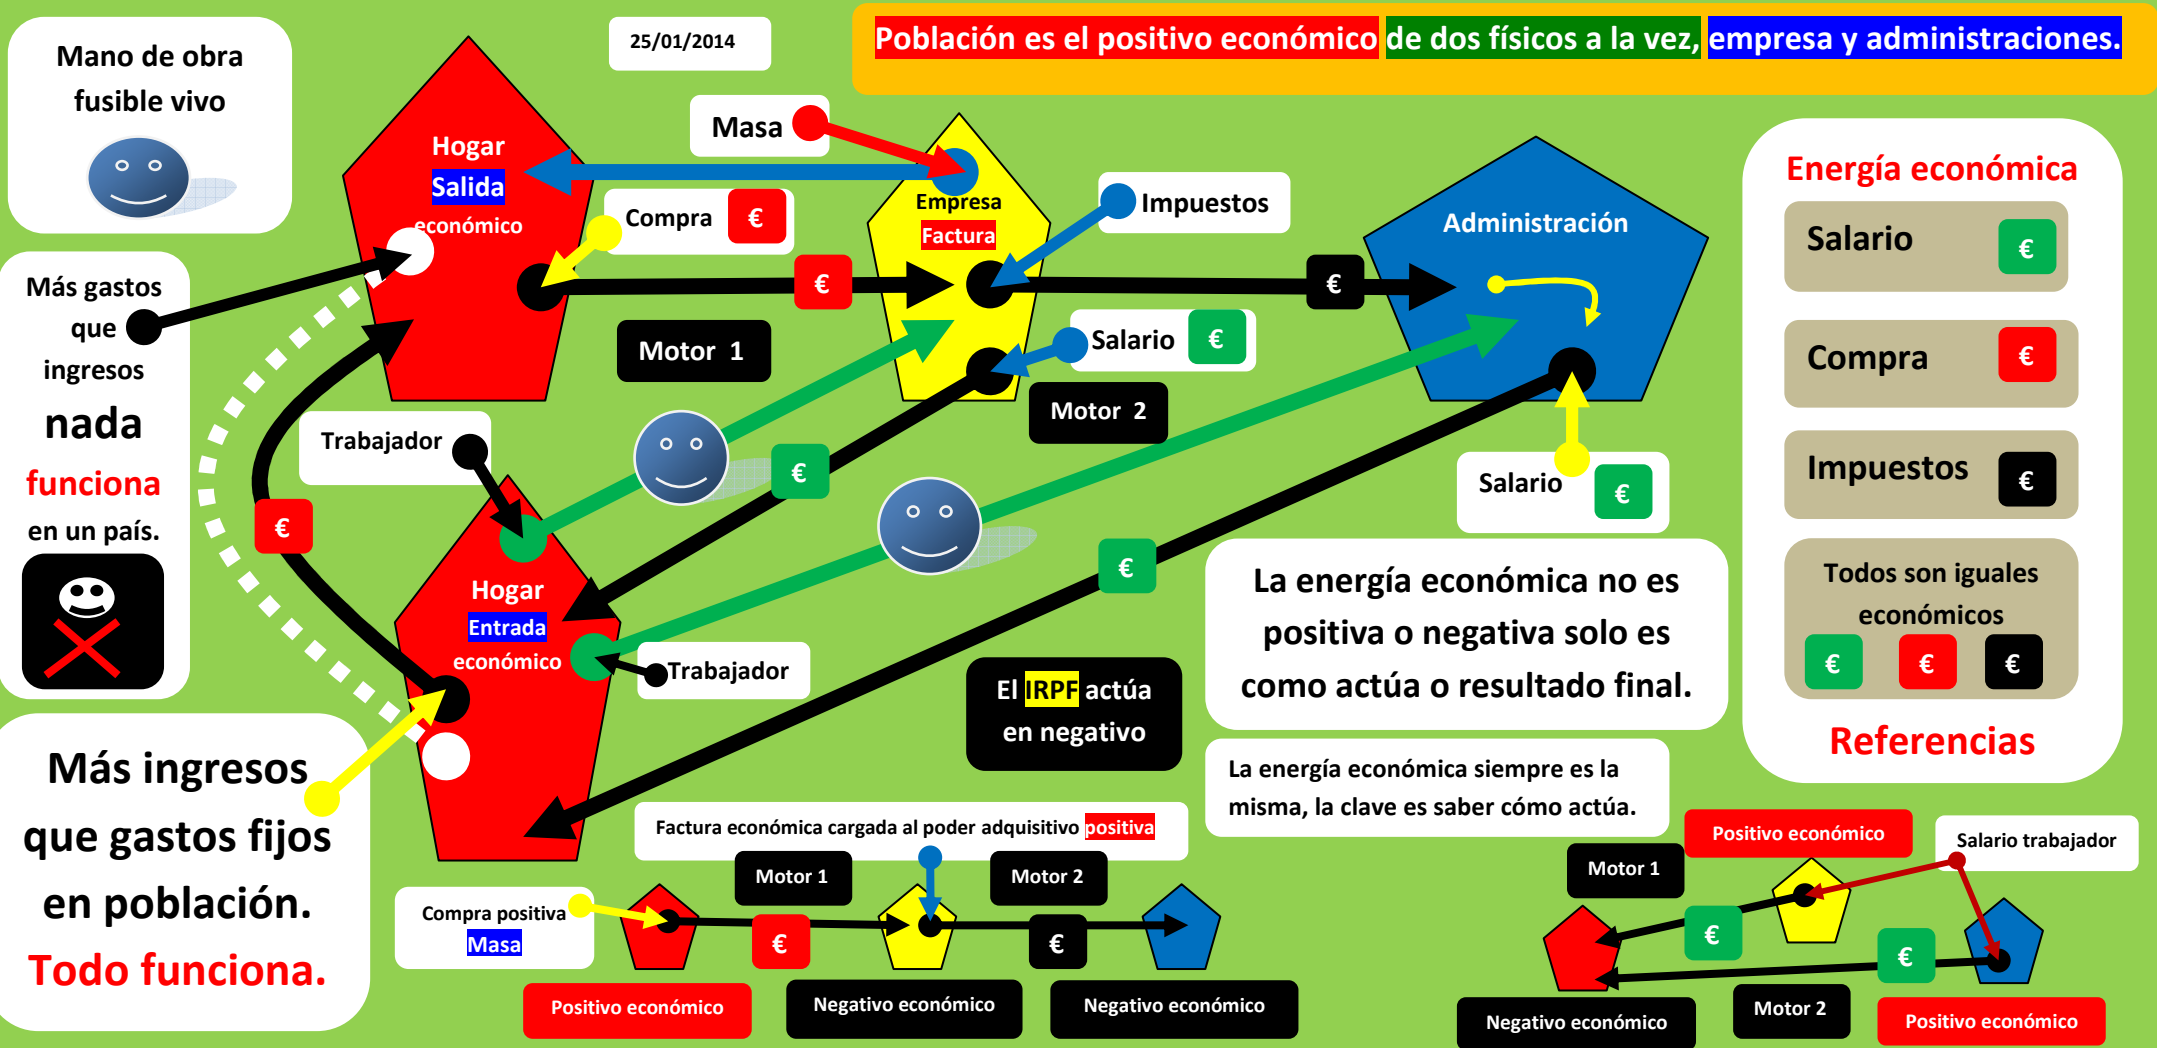 Mano de obra
fusible vivo
25/01/2014
Población es el positivo económico de dos físicos a la vez, empresa y administraciones.
Masa
Hogar
Salida
económico
Compra €
Empresa
Factura
Impuestos
Administración
€
€
Más gastos
que
ingresos
nada
funciona
en un país.
Motor 1
Salario €
Motor 2
Trabajador
€
€
Salario €
€
Hogar
Entrada
económico
Trabajador
Más ingresos
que gastos fijos
en población.
Todo funciona.
El IRPF actúa
en negativo
La energía económica no es
positiva o negativa solo es
como actúa o resultado final.
La energía económica siempre es la
misma, la clave es saber cómo actúa.
Energía económica
Salario €
Compra €
Impuestos €
Todos son iguales
económicos
€ € €
Referencias
Factura económica cargada al poder adquisitivo positiva
Motor 1
Motor 2
Compra positiva
Masa
€
€
Positivo económico
Negativo económico
Negativo económico
Positivo económico
Salario trabajador
Motor 1
€
€
Negativo económico
Motor 2
Positivo económico